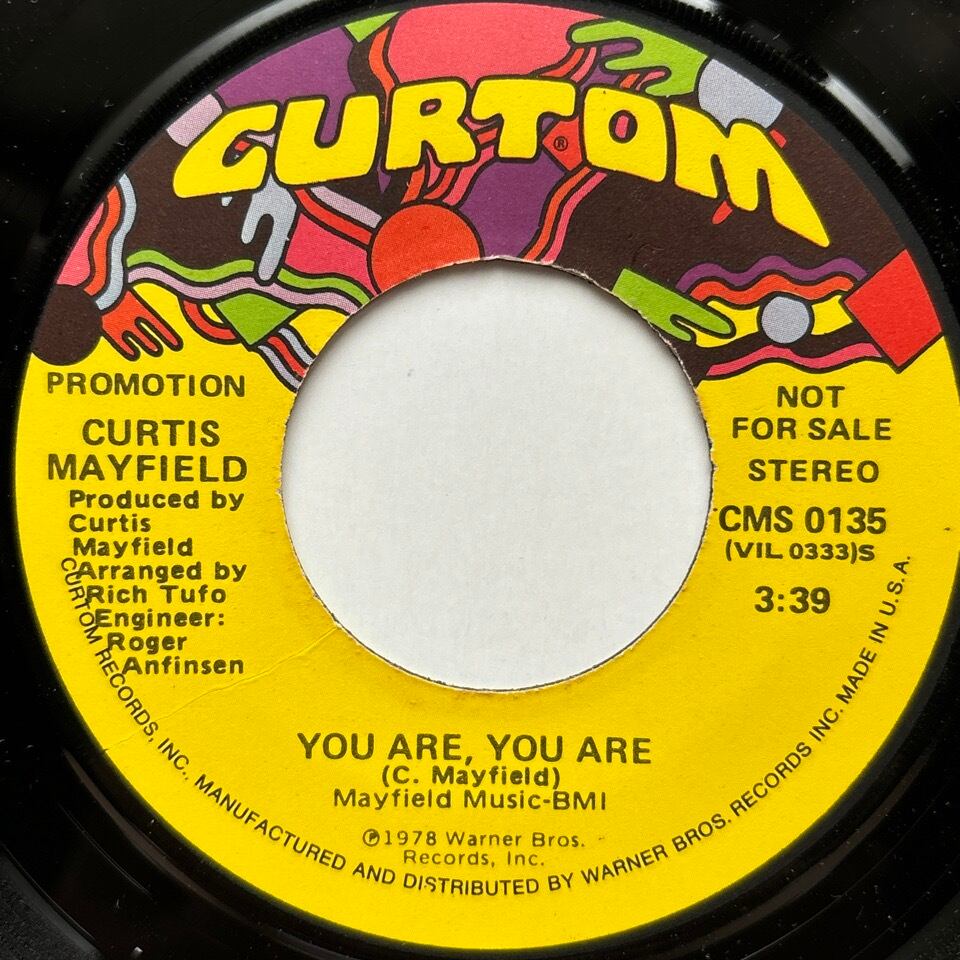 CURTOM®
PROMOTION
CURTIS
MAYFIELD
Produced by
Curtis
Mayfield
Arranged by
Rich Tufo
Engineer:
Roger
Anfinsen
NOT
FOR SALE
STEREO
CMS 0135
(VIL 0333)S
3:39
YOU ARE, YOU ARE
(C. Mayfield)
Mayfield Music-BMI
℗1978 Warner Bros.
Records, Inc.
CURTOM RECORDS, INC., MANUFACTURED AND DISTRIBUTED BY WARNER BROS. RECORDS INC. MADE IN U.S.A.